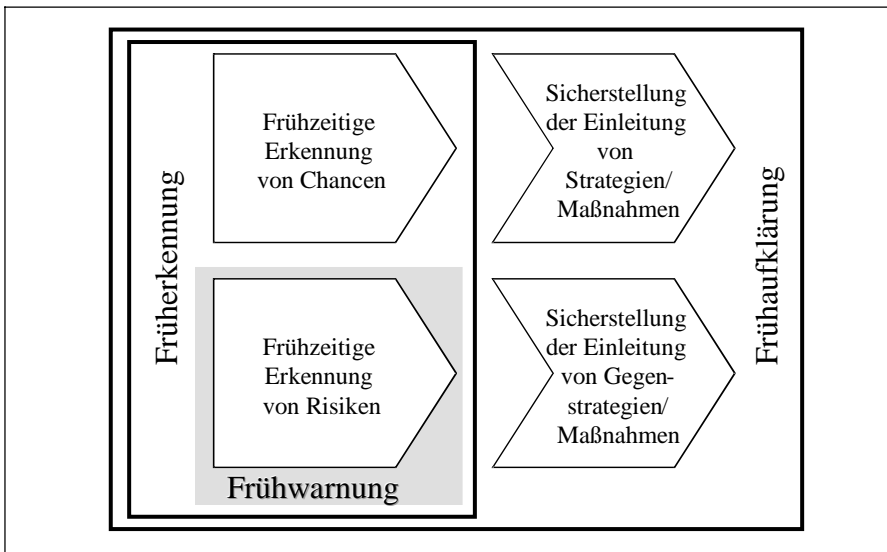 Früherkennung
Frühzeitige
Erkennung
von Chancen
Sicherstellung
der Einleitung
von
Strategien/
Maßnahmen
Frühzeitige
Erkennung
von Risiken
Frühwarnung
Sicherstellung
der Einleitung
von Gegen-
strategien/
Maßnahmen
Frühaufklärung